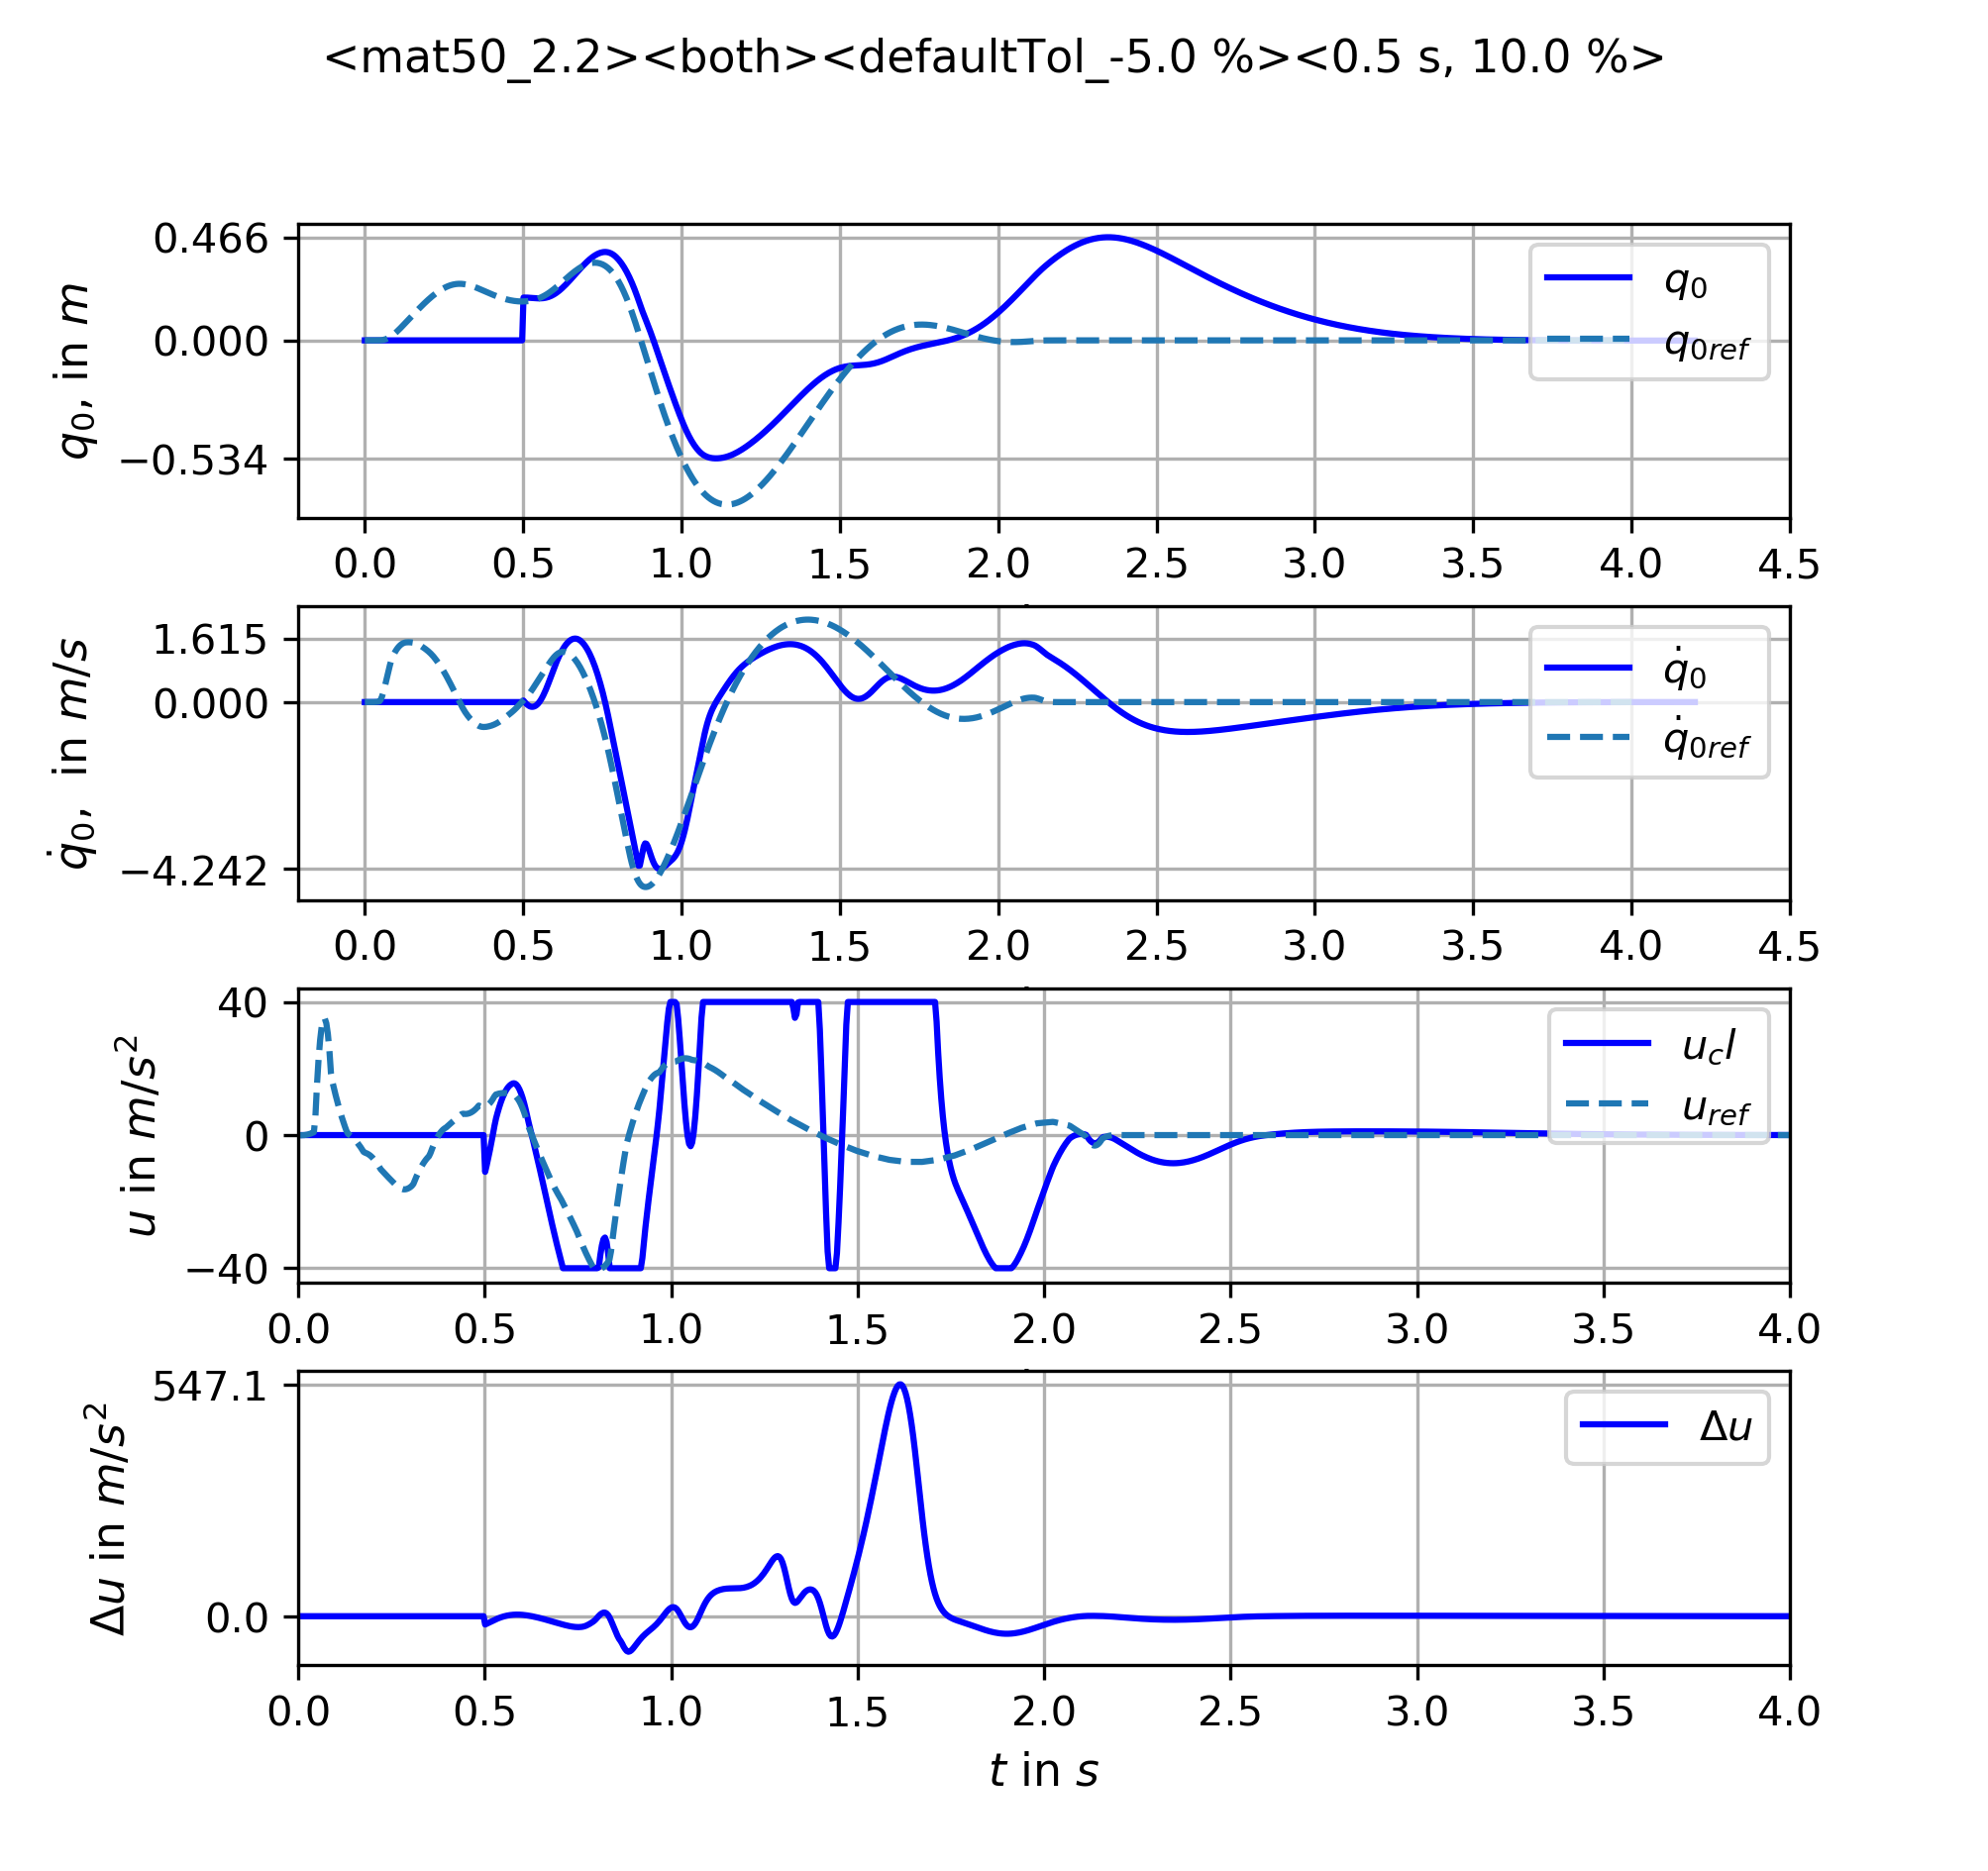 <mat50_2.2><both><defaultTol_-5.0 %><0.5 s, 10.0 %>
q₀, in m
0.466
0.000
−0.534
q₀
q₀ref
0.0 0.5 1.0 1.5 2.0 2.5 3.0 3.5 4.0 4.5
q̇₀, in m/s
1.615
0.000
−4.242
q̇₀
q̇₀ref
0.0 0.5 1.0 1.5 2.0 2.5 3.0 3.5 4.0 4.5
u in m/s²
40
0
−40
u_cl
u_ref
0.0 0.5 1.0 1.5 2.0 2.5 3.0 3.5 4.0
Δu in m/s²
547.1
0.0
Δu
0.0 0.5 1.0 1.5 2.0 2.5 3.0 3.5 4.0
t in s